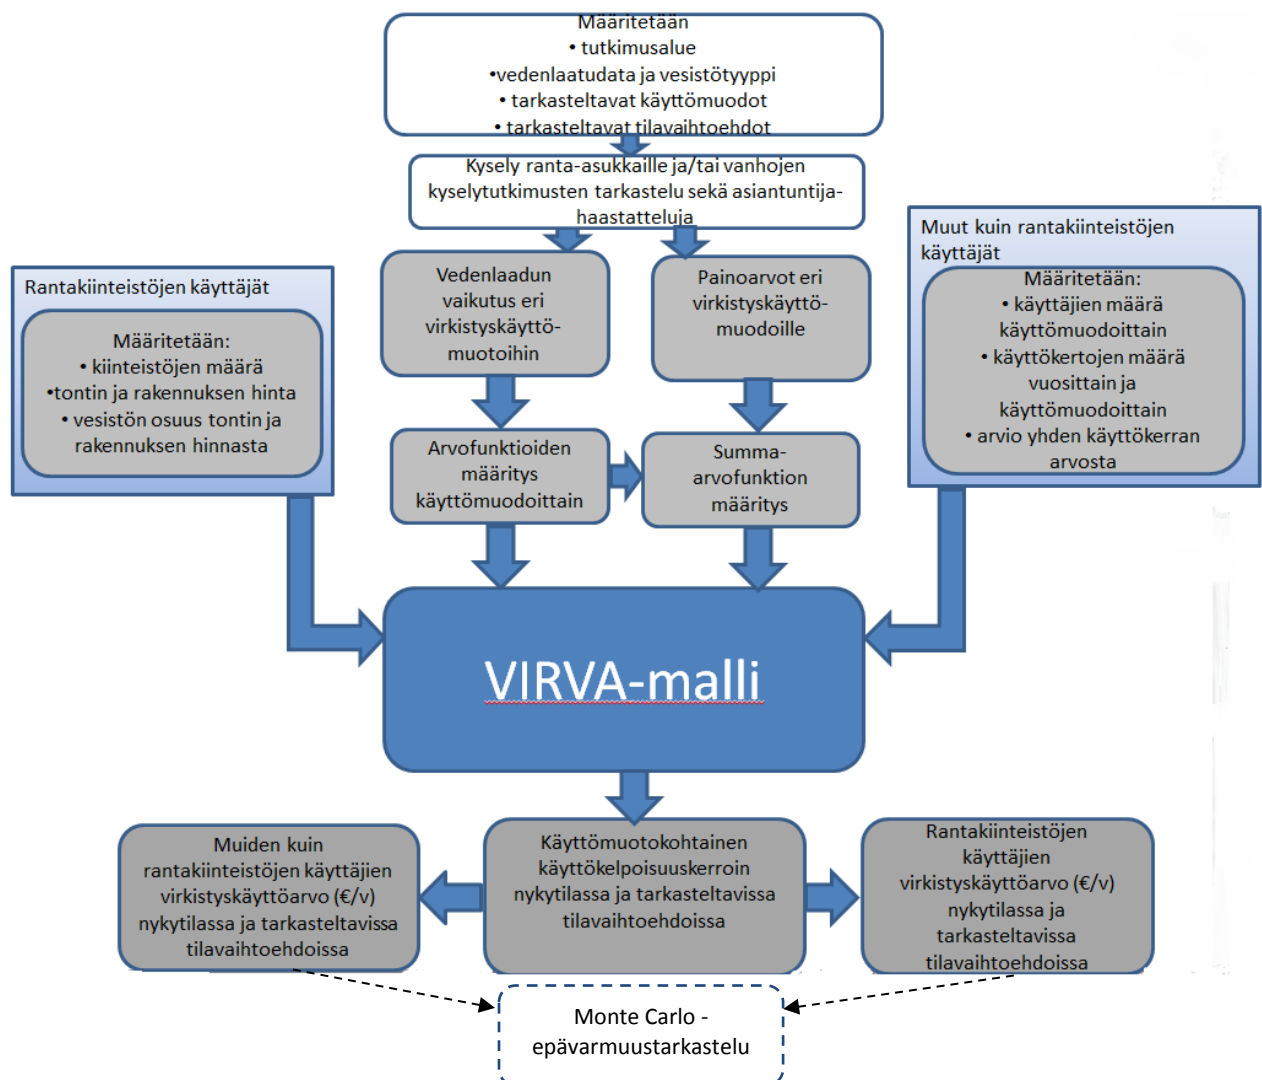 Määritetään
• tutkimusalue
•vedenlaatudata ja vesistötyyppi
• tarkasteltavat käyttömuodot
• tarkasteltavat tilavaihtoehdot
Kysely ranta-asukkaille ja/tai vanhojen
kyselytutkimusten tarkastelu sekä asiantuntija-
haastatteluja
Rantakiinteistöjen käyttäjät
Määritetään:
• kiinteistöjen määrä
•tontin ja rakennuksen hinta
• vesistön osuus tontin ja
rakennuksen hinnasta
Vedenlaadun
vaikutus eri
virkistyskäyttö-
muotoihin
Painoarvot eri
virkistyskäyttö-
muodoille
Muut kuin rantakiinteistöjen
käyttäjät
Määritetään:
• käyttäjien määrä
käyttömuodoittain
• käyttökertojen määrä
vuosittain ja
käyttömuodoittain
• arvio yhden käyttökerran
arvosta
Arvofunktioiden
määritys
käyttömuodoittain
Summa-
arvofunktion
määritys
VIRVA-malli
Muiden kuin
rantakiinteistöjen käyttäjien
virkistyskäyttöarvo (€/v)
nykytilassa ja tarkasteltavissa
tilavaihtoehdoissa
Käyttömuotokohtainen
käyttökelpoisuuskerroin
nykytilassa ja tarkasteltavissa
tilavaihtoehdoissa
Rantakiinteistöjen
käyttäjien
virkistyskäyttöarvo (€/v)
nykytilassa ja
tarkasteltavissa
tilavaihtoehdoissa
Monte Carlo -
epävarmuustarkastelu